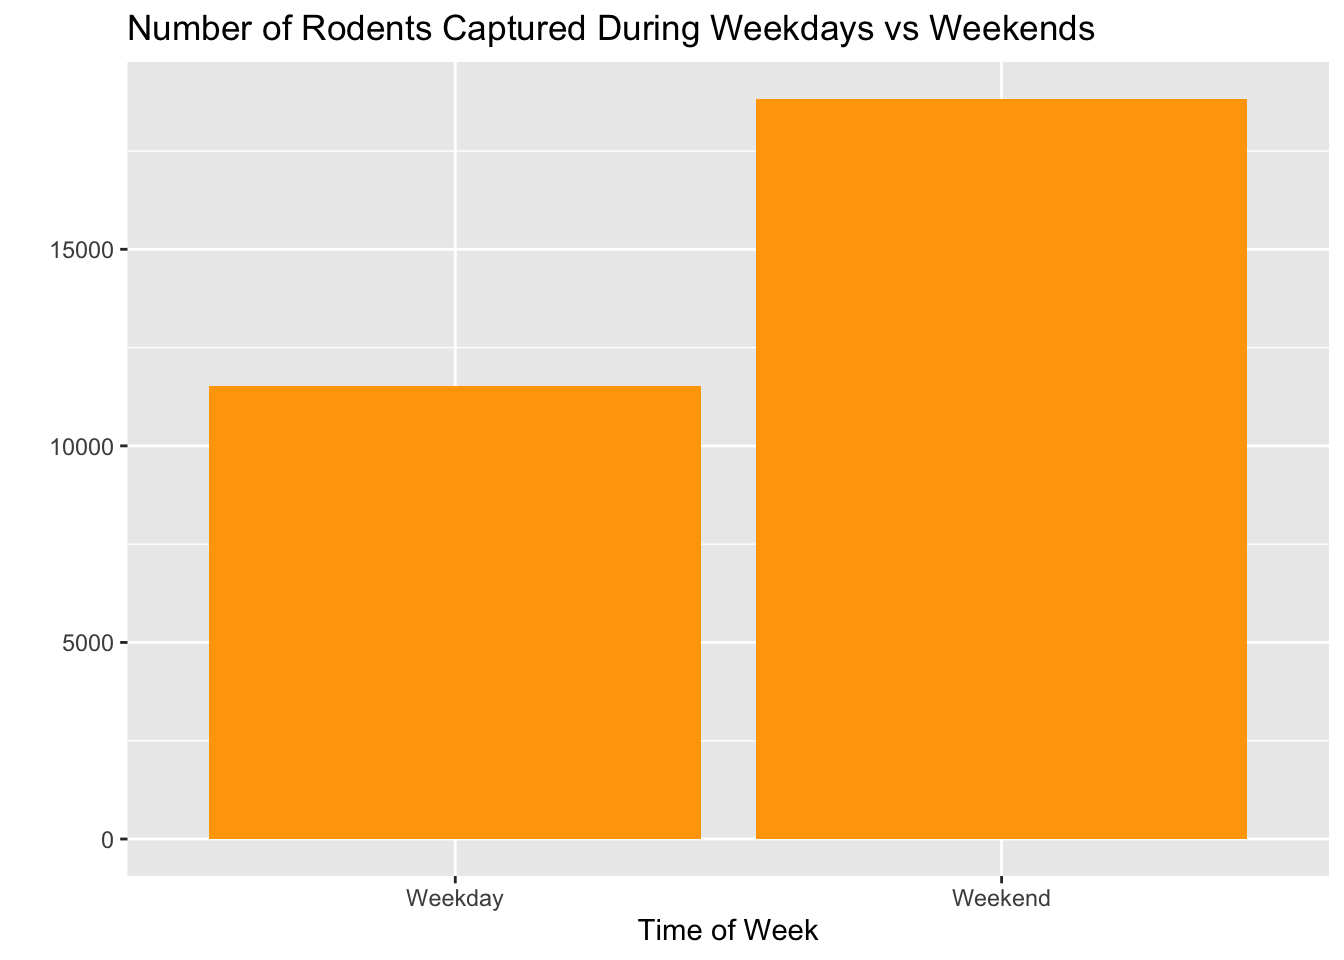 Number of Rodents Captured During Weekdays vs Weekends
15000
10000
5000
0
Weekday Weekend
Time of Week